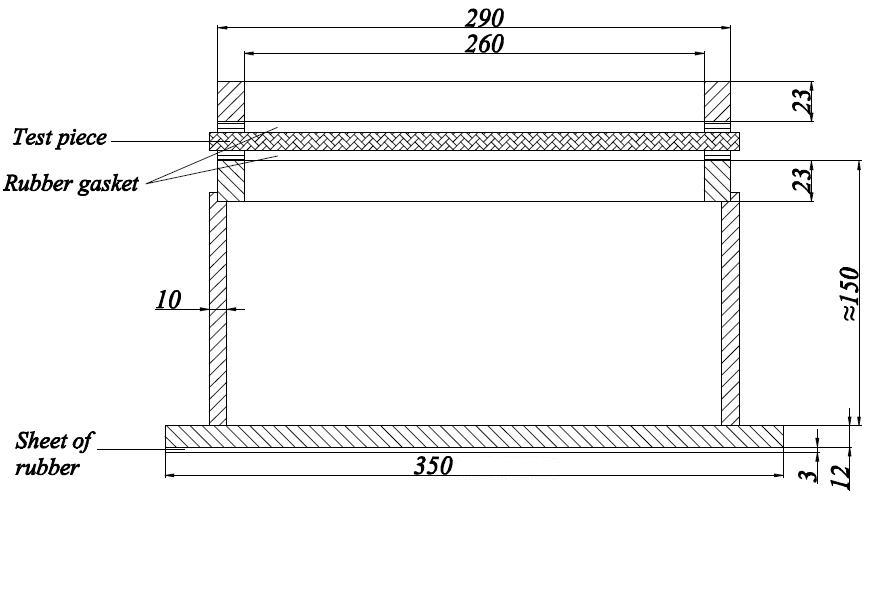 290
260
23
Test piece
Rubber gasket
23
10
≈150
Sheet of
rubber
350
3
12